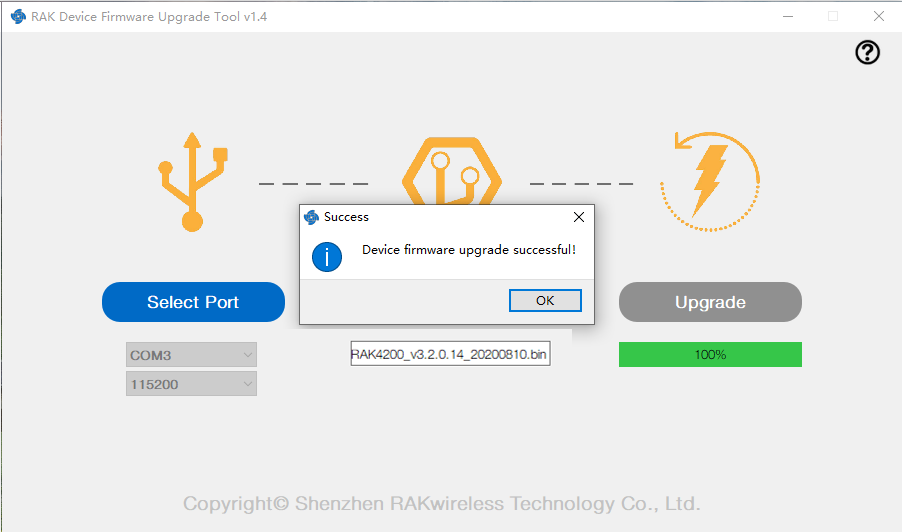 RAK Device Firmware Upgrade Tool v1.4
Success
Device firmware upgrade successful!
OK
Select Port
Upgrade
COM3
RAK4200_v3.2.0.14_20200810.bin
100%
115200
Copyright© Shenzhen RAKwireless Technology Co., Ltd.